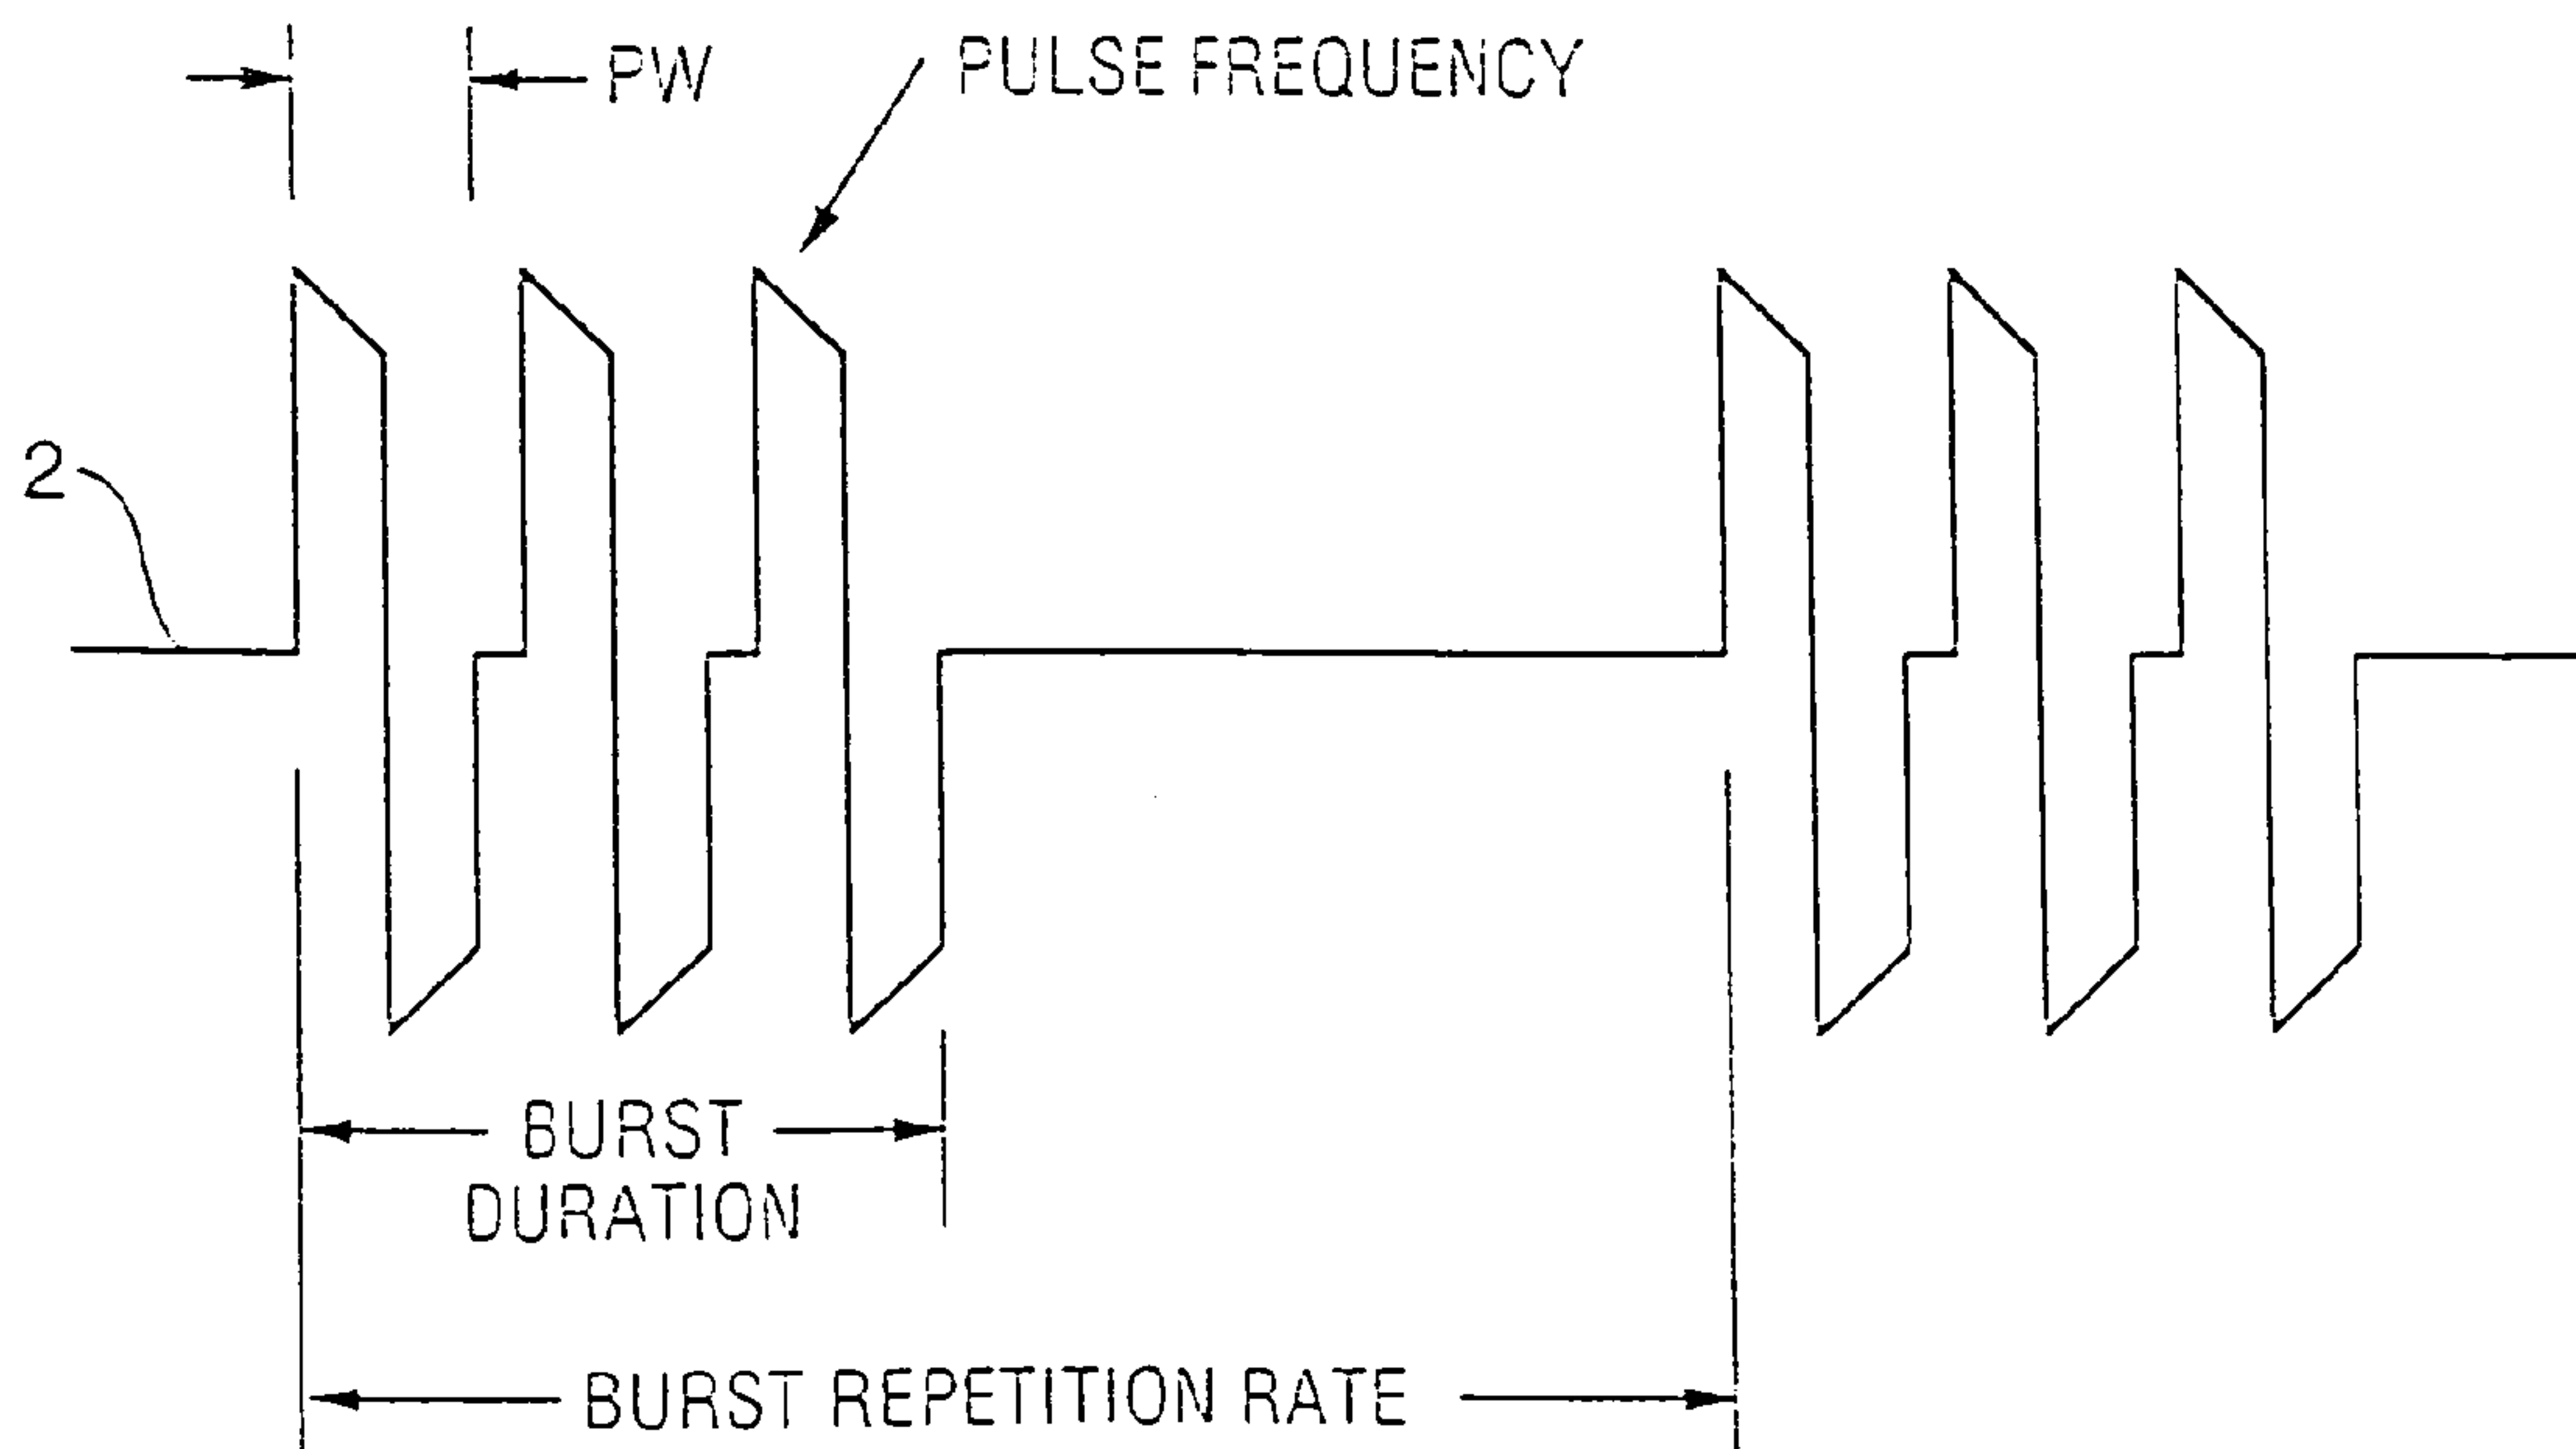 PW
PULSE FREQUENCY
2
BURST
DURATION
BURST REPETITION RATE